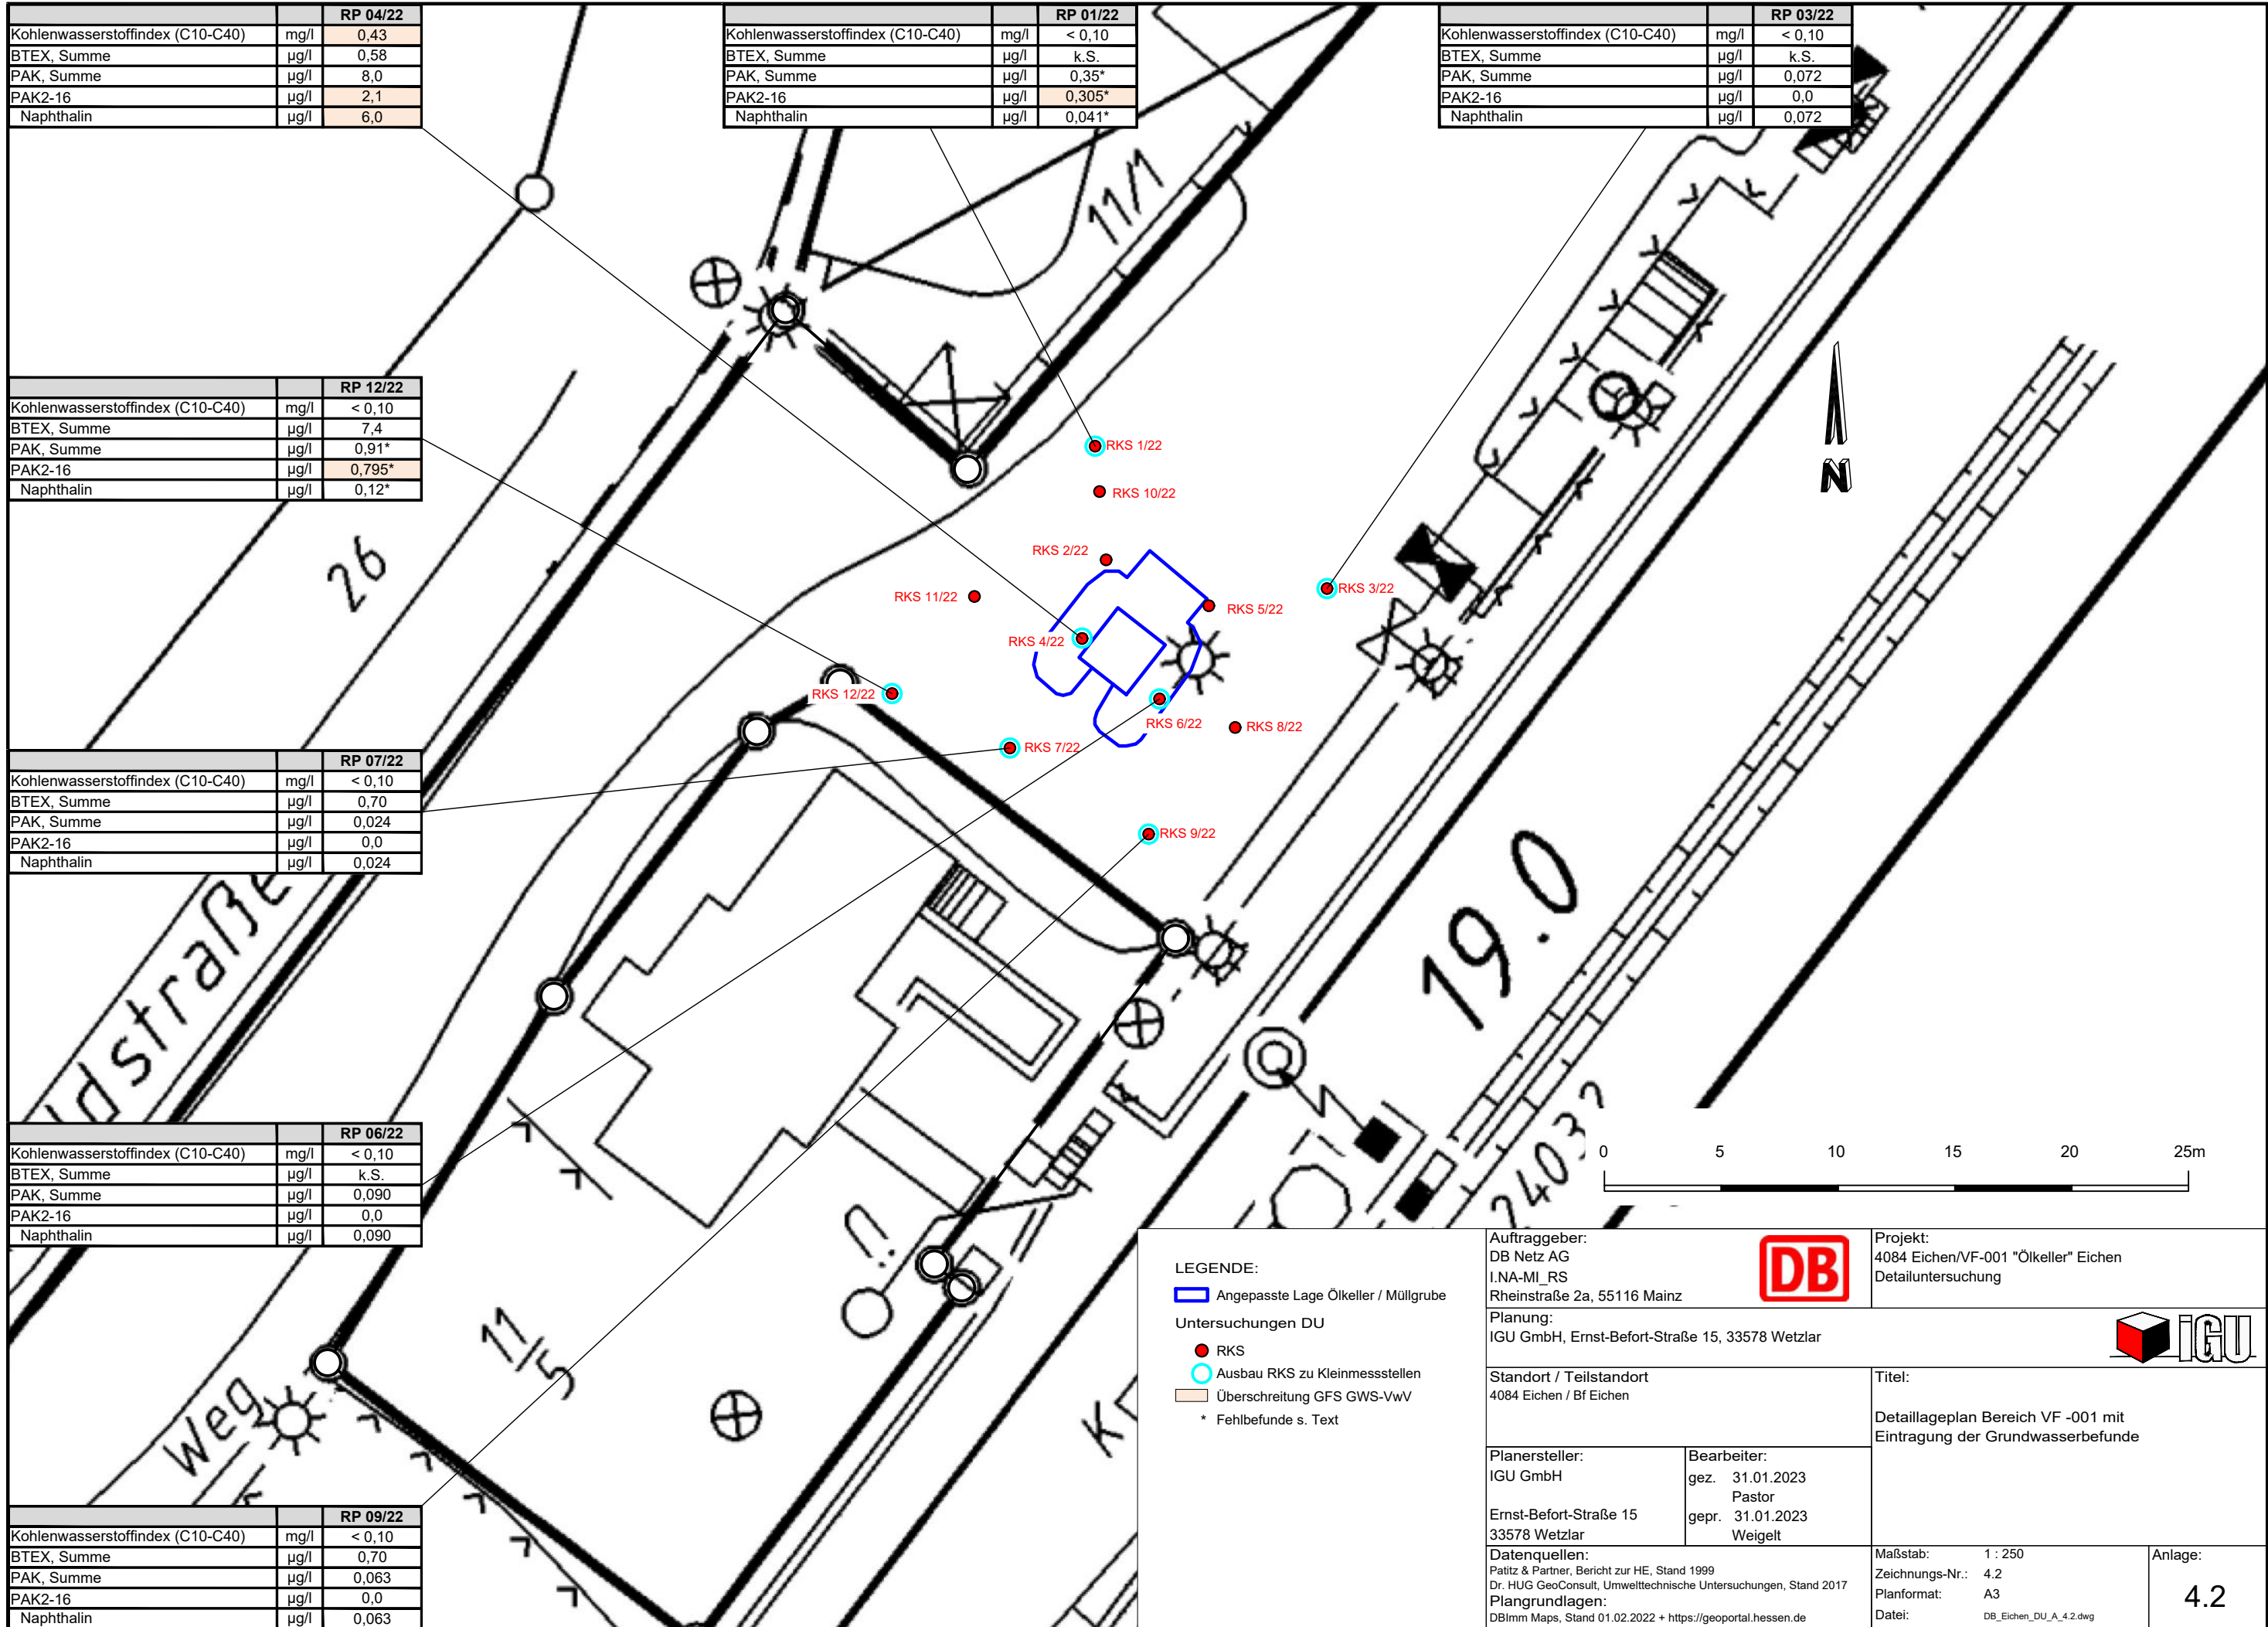 RP 04/22
Kohlenwasserstoffindex (C10-C40) mg/l 0,43
BTEX, Summe µg/l 0,58
PAK, Summe µg/l 8,0
PAK2-16 µg/l 2,1
Naphthalin µg/l 6,0
RP 01/22
Kohlenwasserstoffindex (C10-C40) mg/l < 0,10
BTEX, Summe µg/l k.S.
PAK, Summe µg/l 0,35*
PAK2-16 µg/l 0,305*
Naphthalin µg/l 0,041*
RP 03/22
Kohlenwasserstoffindex (C10-C40) mg/l < 0,10
BTEX, Summe µg/l k.S.
PAK, Summe µg/l 0,072
PAK2-16 µg/l 0,0
Naphthalin µg/l 0,072
11/1
RP 12/22
Kohlenwasserstoffindex (C10-C40) mg/l < 0,10
BTEX, Summe µg/l 7,4
PAK, Summe µg/l 0,91*
PAK2-16 µg/l 0,795*
Naphthalin µg/l 0,12*
N
RKS 1/22
RKS 10/22
RKS 2/22
RKS 11/22
RKS 5/22
RKS 3/22
RKS 4/22
RKS 12/22
RKS 6/22
RKS 8/22
RKS 7/22
RKS 9/22
26
RP 07/22
Kohlenwasserstoffindex (C10-C40) mg/l < 0,10
BTEX, Summe µg/l 0,70
PAK, Summe µg/l 0,024
PAK2-16 µg/l 0,0
Naphthalin µg/l 0,024
19.0
dstraße
RP 06/22
Kohlenwasserstoffindex (C10-C40) mg/l < 0,10
BTEX, Summe µg/l k.S.
PAK, Summe µg/l 0,090
PAK2-16 µg/l 0,0
Naphthalin µg/l 0,090
0 5 10 15 20 25m
11/5
Weg
K
RP 09/22
Kohlenwasserstoffindex (C10-C40) mg/l < 0,10
BTEX, Summe µg/l 0,70
PAK, Summe µg/l 0,063
PAK2-16 µg/l 0,0
Naphthalin µg/l 0,063
LEGENDE:
Angepasste Lage Ölkeller / Müllgrube
Untersuchungen DU
RKS
Ausbau RKS zu Kleinmessstellen
Überschreitung GFS GWS-VwV
* Fehlbefunde s. Text
Auftraggeber:
DB Netz AG
I.NA-MI_RS
Rheinstraße 2a, 55116 Mainz
DB
Projekt:
4084 Eichen/VF-001 "Ölkeller" Eichen
Detailuntersuchung
Planung:
IGU GmbH, Ernst-Befort-Straße 15, 33578 Wetzlar
IGU
Standort / Teilstandort
4084 Eichen / Bf Eichen
Titel:
Detaillageplan Bereich VF -001 mit
Eintragung der Grundwasserbefunde
Planersteller:
IGU GmbH
Ernst-Befort-Straße 15
33578 Wetzlar
Bearbeiter:
gez. 31.01.2023
Pastor
gepr. 31.01.2023
Weigelt
Datenquellen:
Patitz & Partner, Bericht zur HE, Stand 1999
Dr. HUG GeoConsult, Umwelttechnische Untersuchungen, Stand 2017
Plangrundlagen:
DBImm Maps, Stand 01.02.2022 + https://geoportal.hessen.de
Maßstab: 1 : 250
Zeichnungs-Nr.: 4.2
Planformat: A3
Datei: DB_Eichen_DU_A_4.2.dwg
Anlage:
4.2